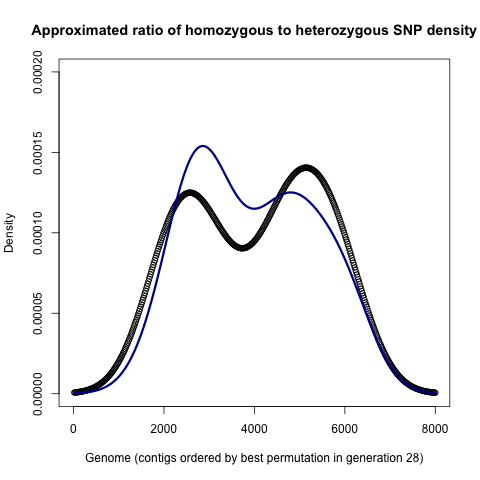 Approximated ratio of homozygous to heterozygous SNP density
0.00020
0.00015
0.00010
0.00005
0.00000
Density
0 2000 4000 6000 8000
Genome (contigs ordered by best permutation in generation 28)